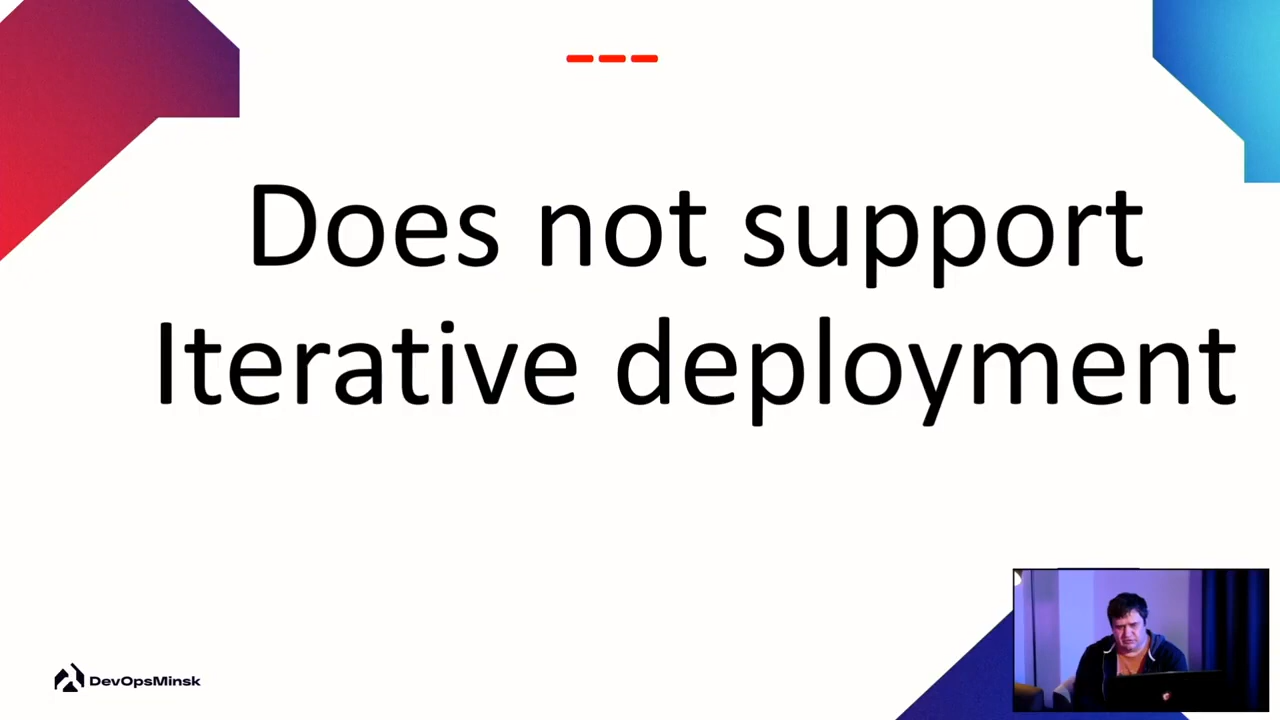 ---
Does not support
Iterative deployment
DevOpsMinsk